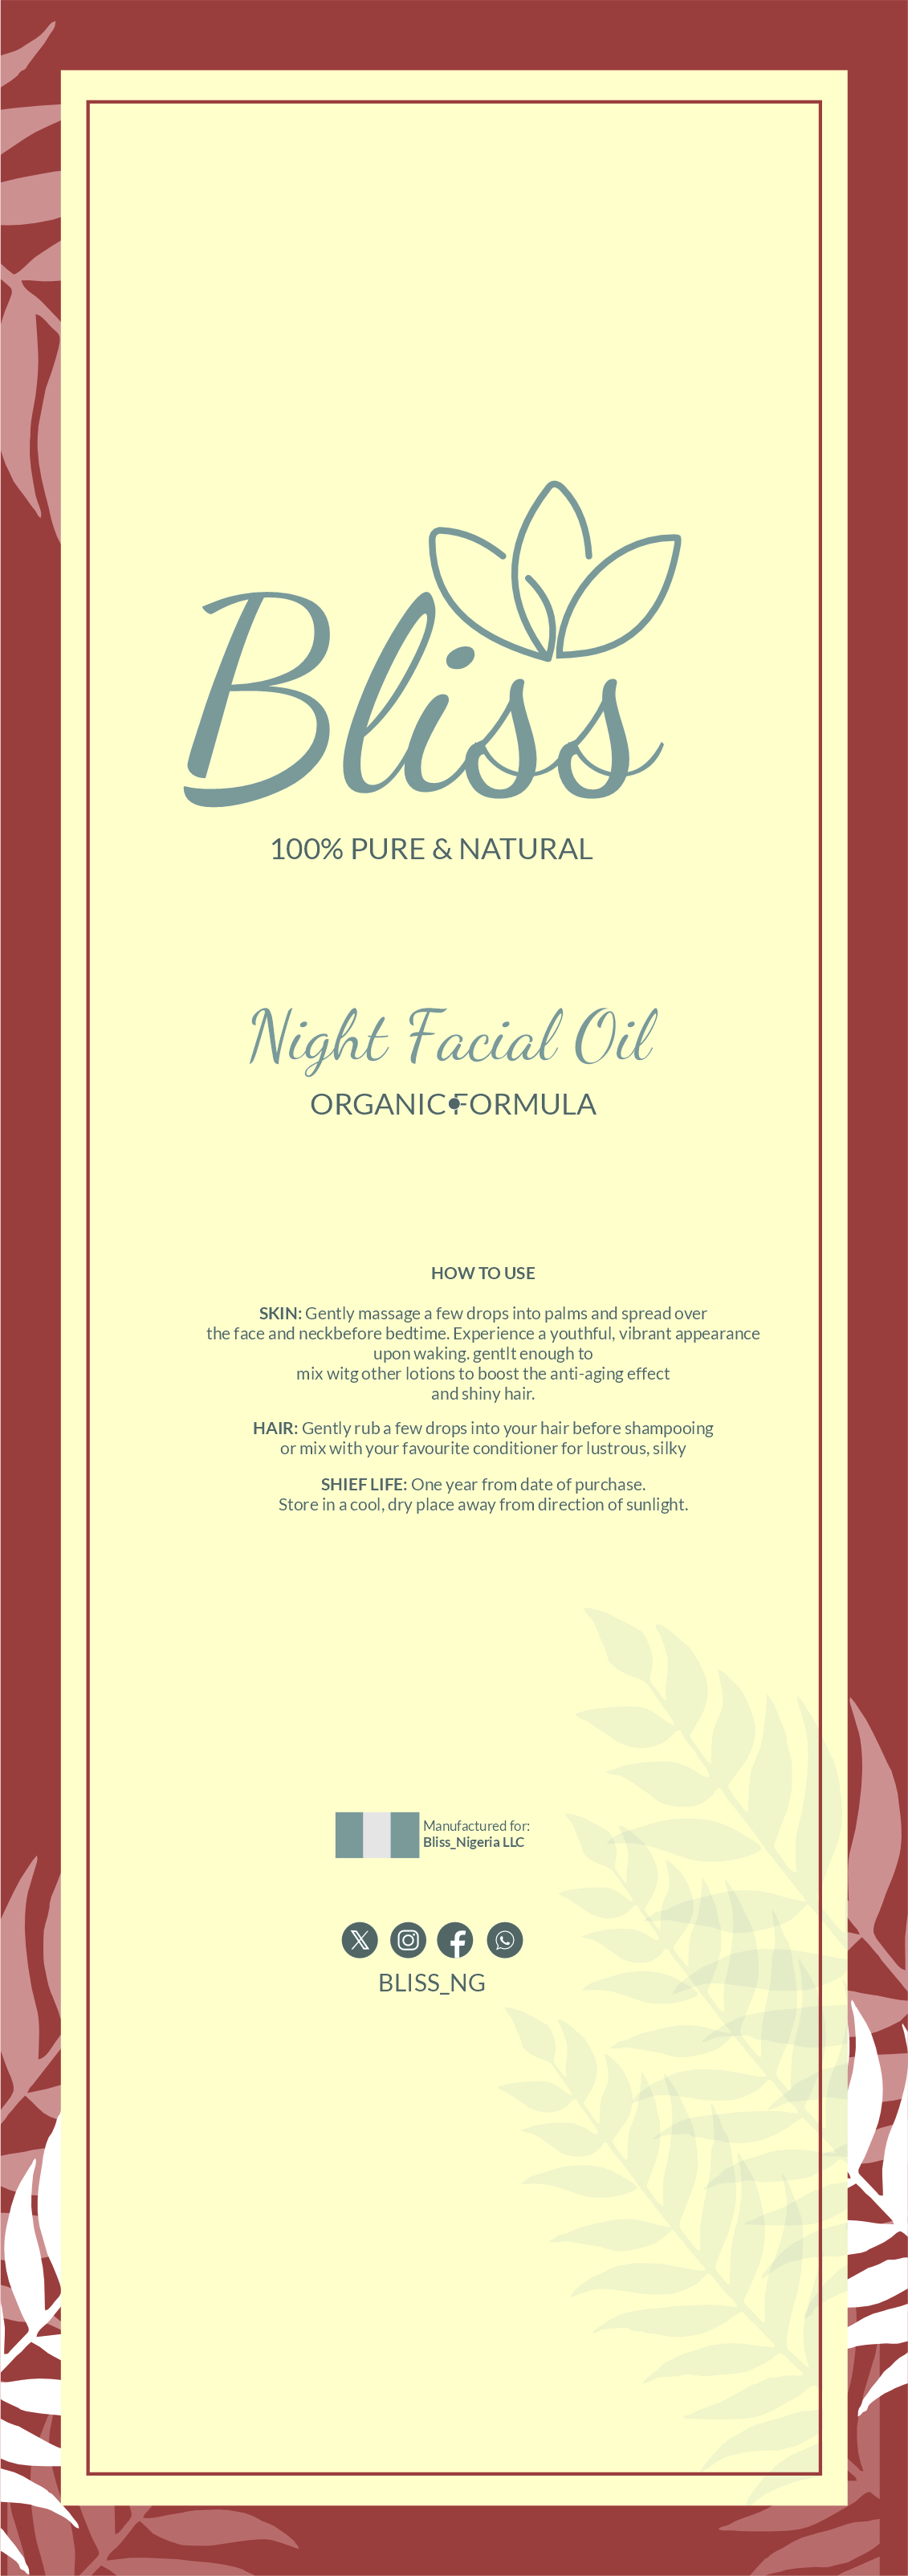 Bliss
100% PURE & NATURAL
Night Facial Oil
ORGANIC•FORMULA
HOW TO USE
SKIN: Gently massage a few drops into palms and spread over
the face and neckbefore bedtime. Experience a youthful, vibrant appearance
upon waking. gentlt enough to
mix witg other lotions to boost the anti-aging effect
and shiny hair.
HAIR: Gently rub a few drops into your hair before shampooing
or mix with your favourite conditioner for lustrous, silky
SHIEF LIFE: One year from date of purchase.
Store in a cool, dry place away from direction of sunlight.
Manufactured for:
Bliss_Nigeria LLC
BLISS_NG